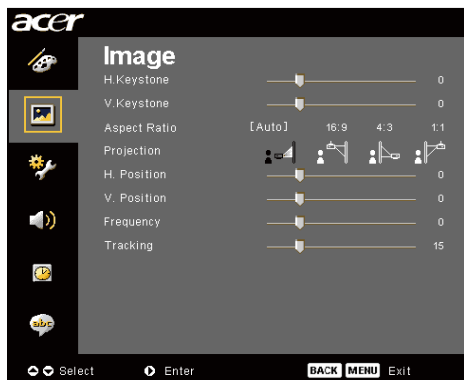 acer
Image
H.Keystone 0
V.Keystone 0
Aspect Ratio [Auto] 16:9 4:3 1:1
Projection
H. Position 0
V. Position 0
Frequency 0
Tracking 15
abc
Select Enter BACK MENU Exit